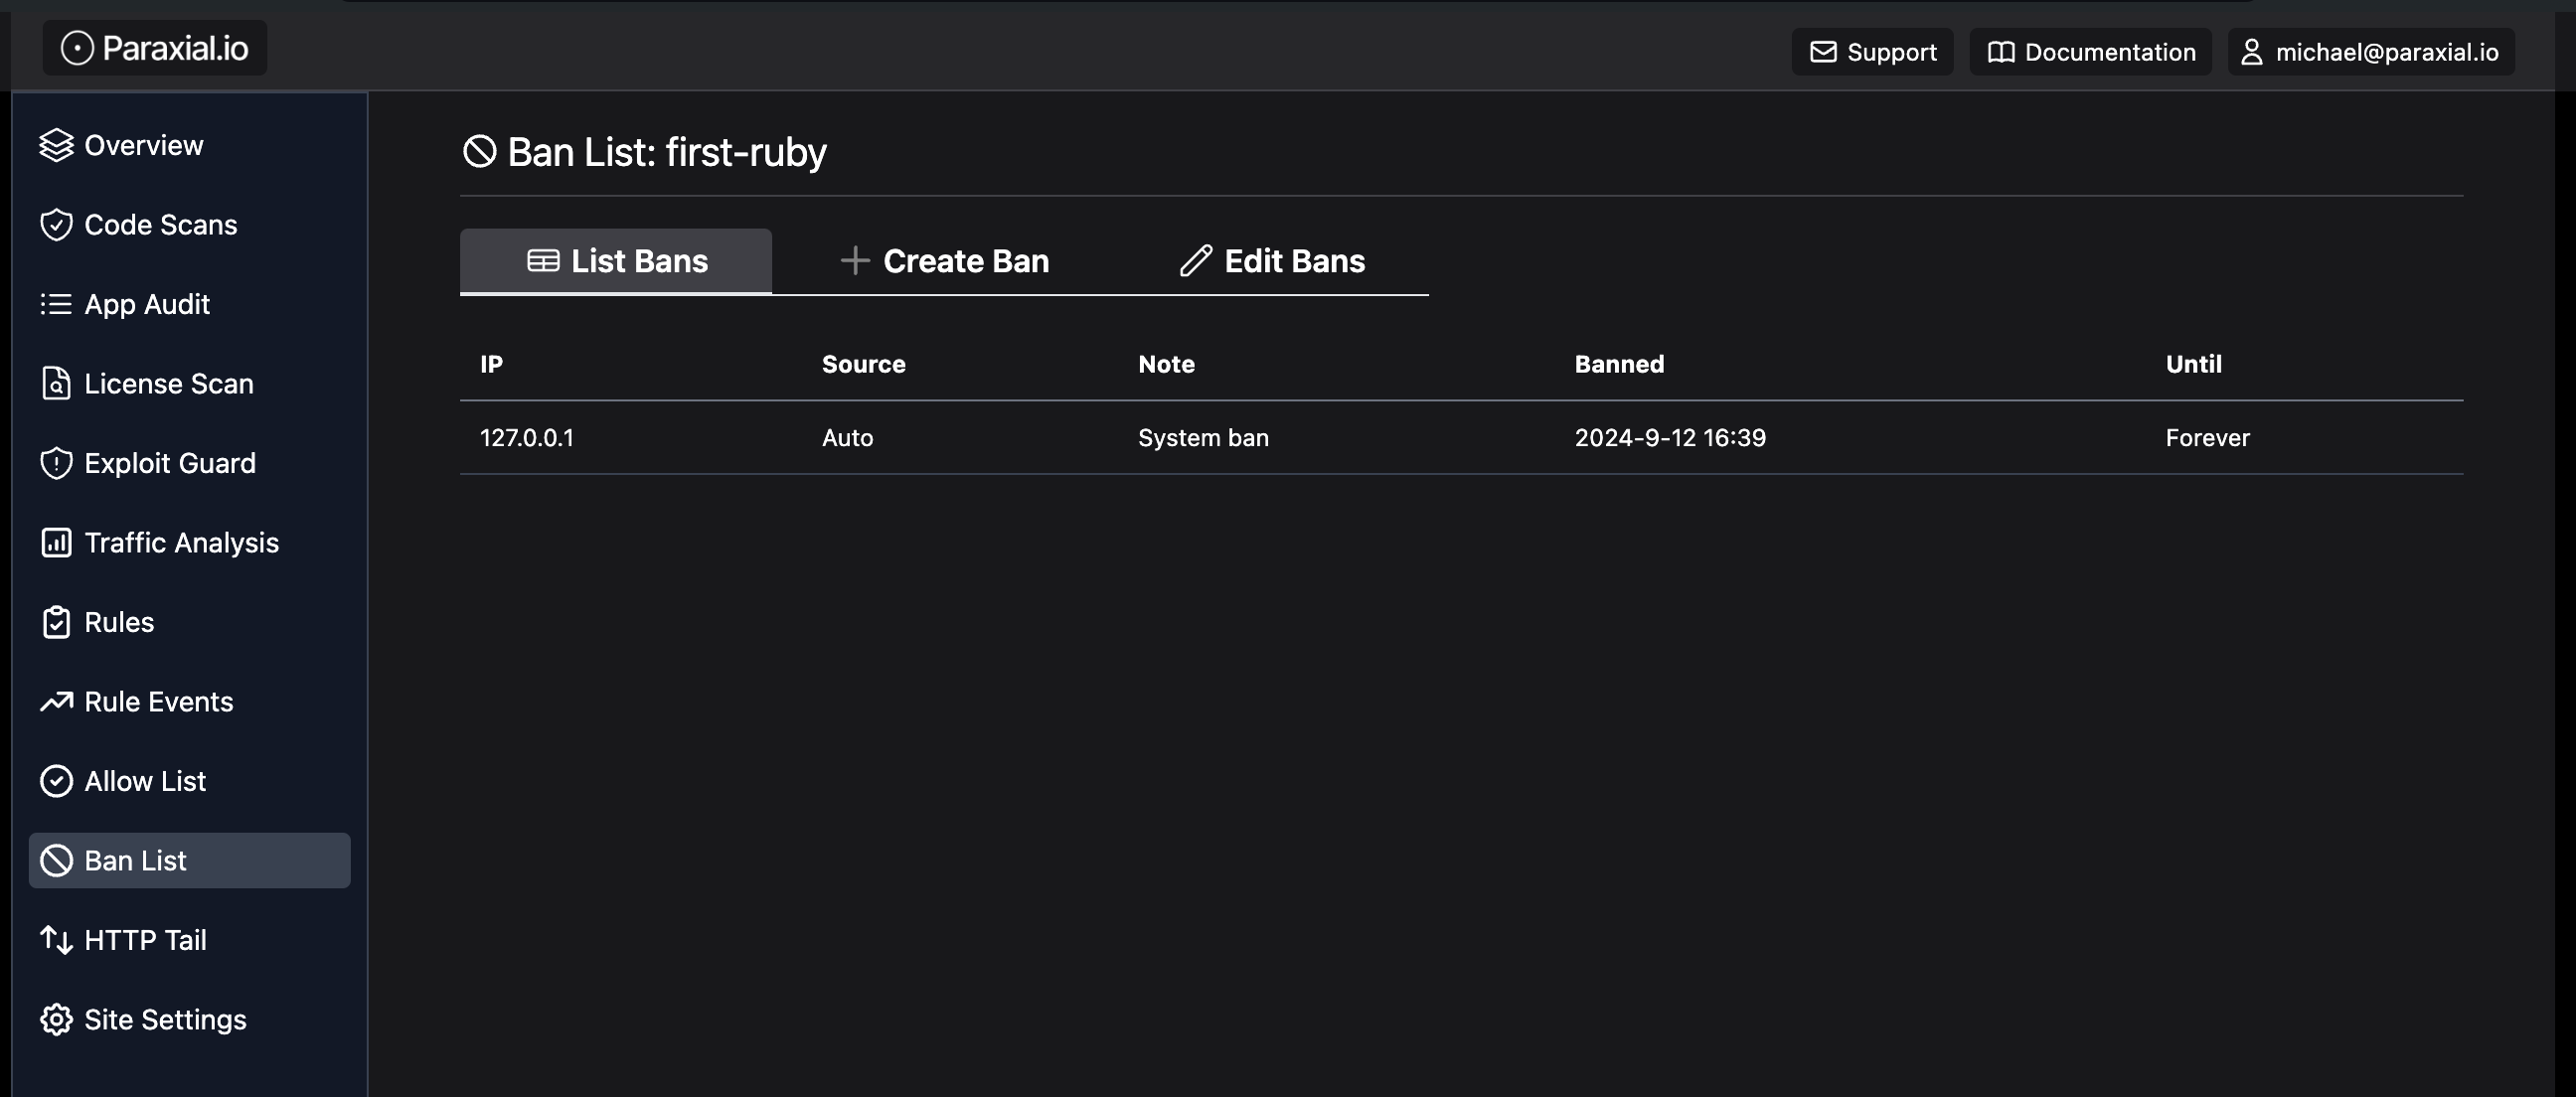 Paraxial.io
Support
Documentation
michael@paraxial.io
Overview
Code Scans
App Audit
License Scan
Exploit Guard
Traffic Analysis
Rules
Rule Events
Allow List
Ban List
HTTP Tail
Site Settings
Ban List: first-ruby
List Bans
Create Ban
Edit Bans
IP Source Note Banned Until
127.0.0.1 Auto System ban 2024-9-12 16:39 Forever